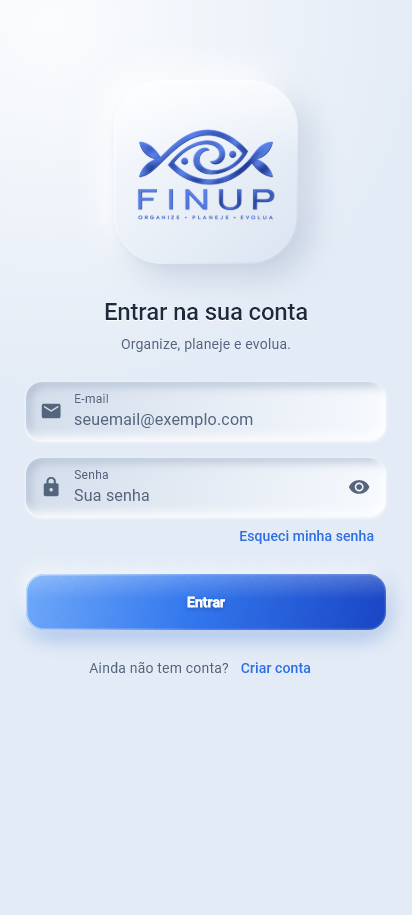 FINUP
ORGANIZE • PLANEJE • EVOLUA
Entrar na sua conta
Organize, planeje e evolua.
E-mail
seuemail@exemplo.com
Senha
Sua senha
Esqueci minha senha
Entrar
Ainda não tem conta? Criar conta